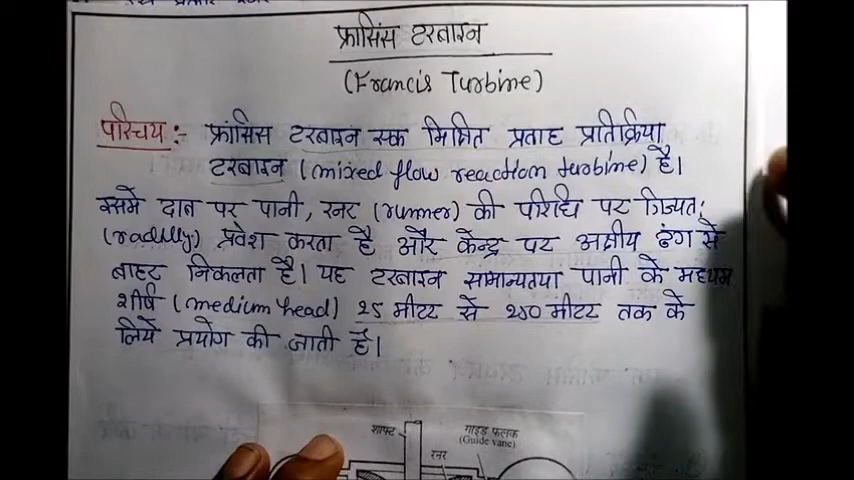 फ्रांसिंस टरबाइन
(Francis Turbine)
परिचय :- फ्रांसिस टरबाइन एक मिश्रित प्रवाह प्रतिक्रिया
टरबाइन (mixed flow reaction turbine) है।
इसमे दाब पर पानी, रनर (runner) की परिधि पर त्रिज्यतः
(radilly) प्रवेश करता है और केन्द्र पर अक्षीय ढंग से
बाहर निकलता है। यह टरबाइन सामान्यतया पानी के मध्यम
शीर्ष (medium head) 25 मीटर से 250 मीटर तक के
लिये प्रयोग की जाती है।
शाफ्ट गाइड फलक
(Guide vane)
रनर